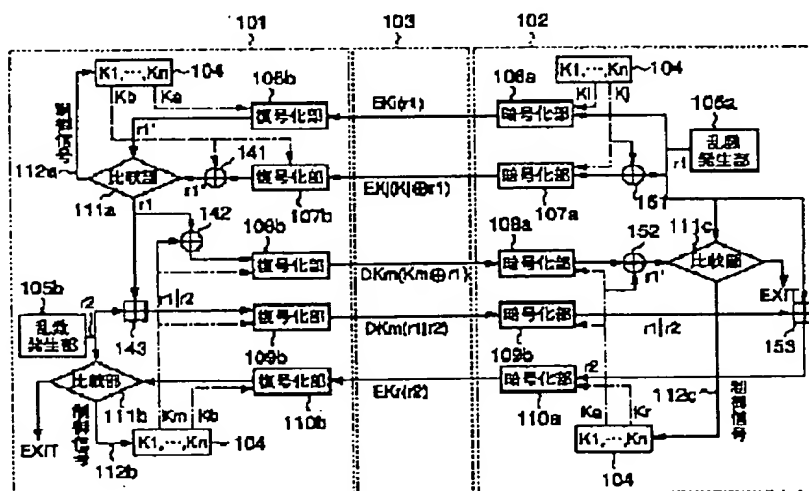 101
103
102
K1,…,Kn
104
106b
復号化部
EKi(r1)
106a
暗号化部
K1,…,Kn
104
Kb
Ka
Ki
Kj
r1'
乱数
発生部
r1
112a
比較部
111a
r1'
141
復号化部
107b
EKj(Kj⊕r1)
暗号化部
107a
151
r1
142
108b
復号化部
DKm(Km⊕r1)
108a
暗号化部
152
r1'
111c
比較部
EXIT
105b
乱数
発生部
r2
143
r1|r2
復号化部
109b
DKm(r1|r2)
暗号化部
109b
r1|r2
153
比較部
111b
復号化部
110b
EKr(r2)
r2
暗号化部
110a
112c
制御信号
EXIT
制御信号
112b
Km
Kb
K1,…,Kn
104
Ka
Kr
K1,…,Kn
104